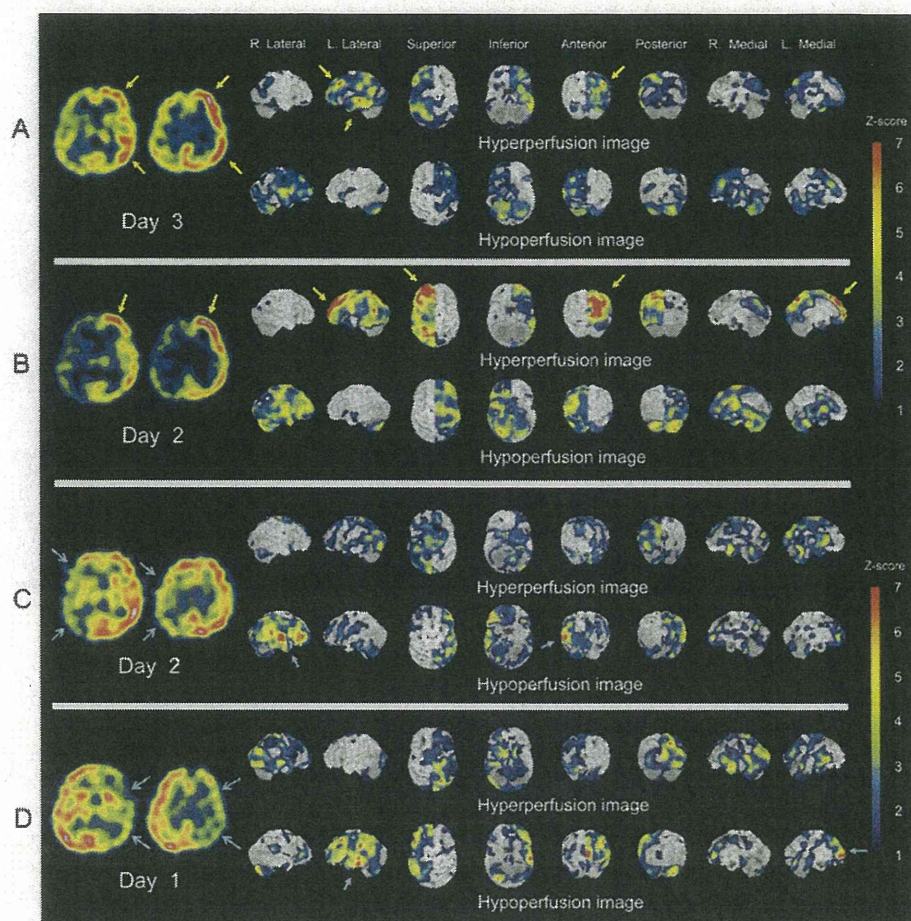 R. Lateral L. Lateral Superior Inferior Anterior Posterior R. Medial L. Medial
A
Z-score
7
6
5
4
3
2
1
Hyperperfusion image
Day 3
Hypoperfusion image
B
Hyperperfusion image
Day 2
Hypoperfusion image
C
Z-score
7
6
5
4
3
2
1
Hyperperfusion image
Day 2
Hypoperfusion image
D
Hyperperfusion image
Day 1
Hypoperfusion image